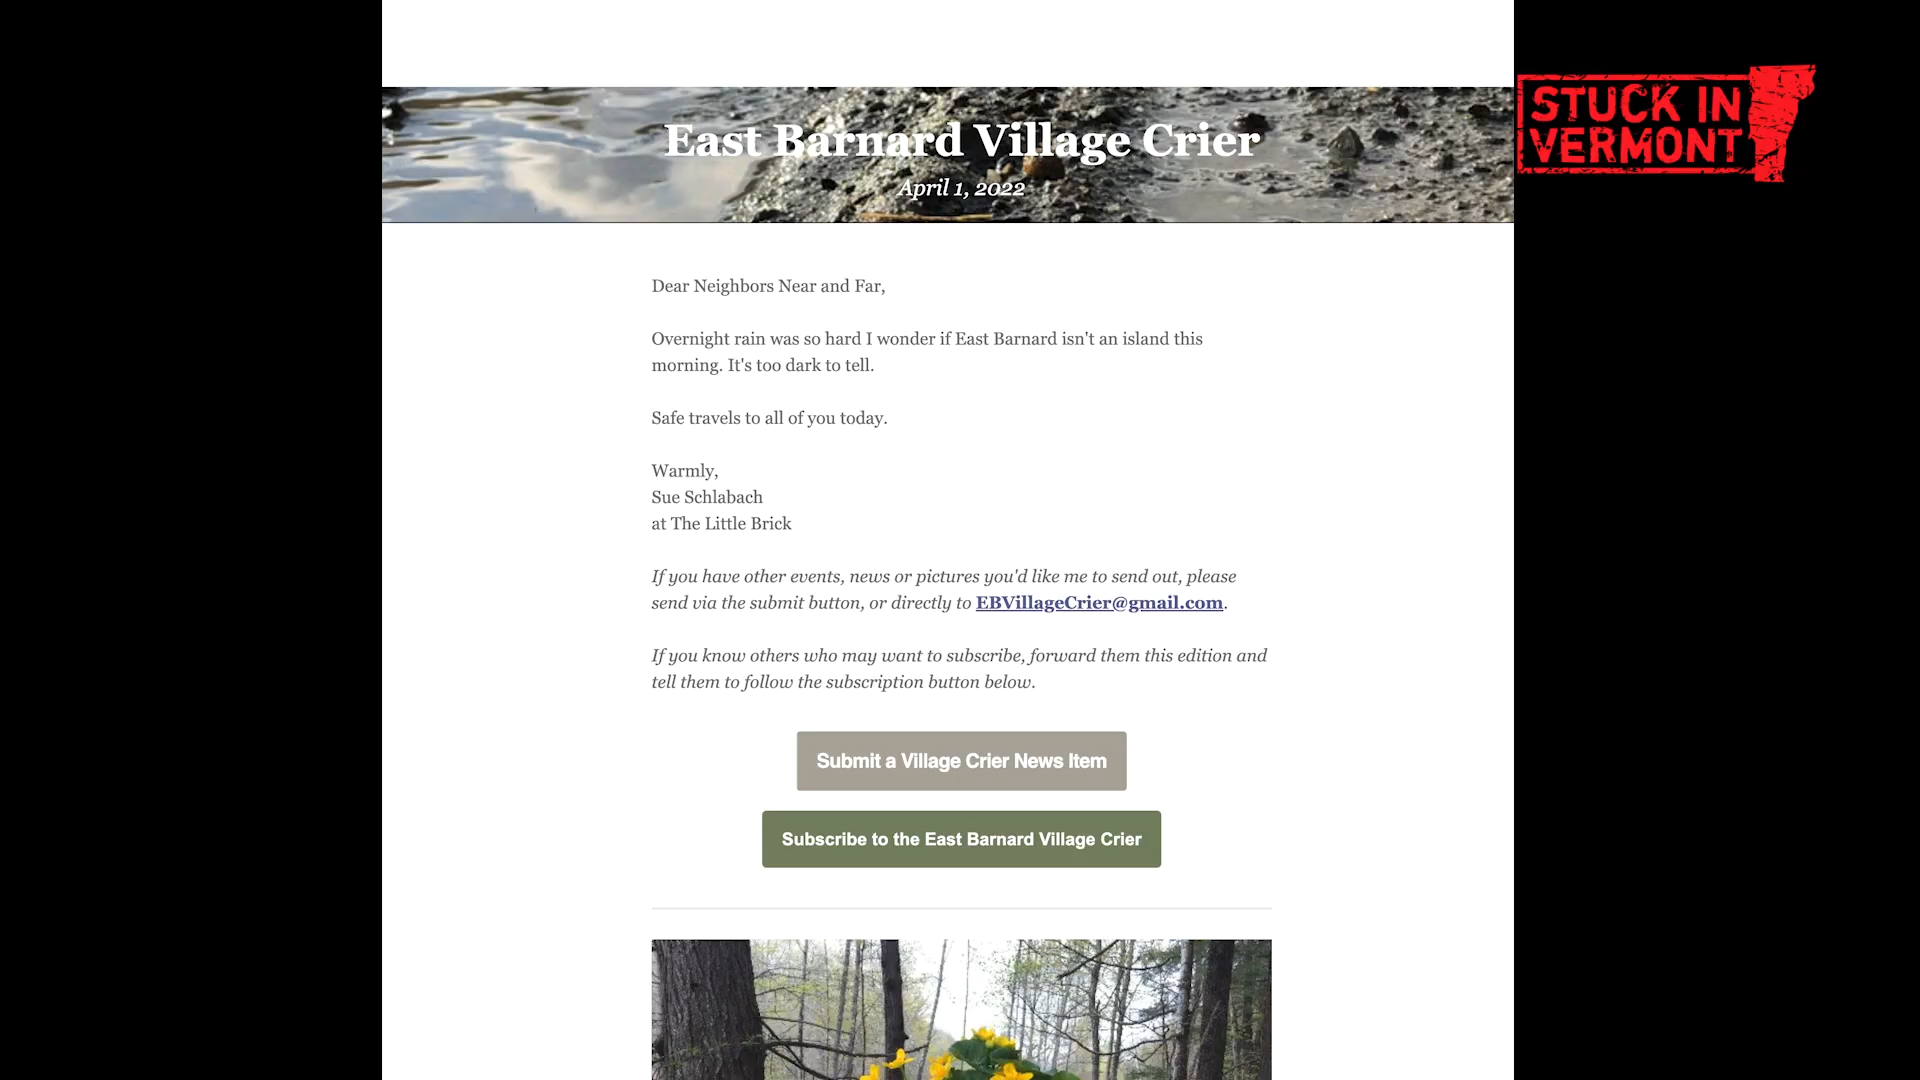 East Barnard Village Crier
April 1, 2022
STUCK IN
VERMONT
Dear Neighbors Near and Far,
Overnight rain was so hard I wonder if East Barnard isn't an island this
morning. It's too dark to tell.
Safe travels to all of you today.
Warmly,
Sue Schlabach
at The Little Brick
If you have other events, news or pictures you'd like me to send out, please
send via the submit button, or directly to EBVillageCrier@gmail.com.
If you know others who may want to subscribe, forward them this edition and
tell them to follow the subscription button below.
Submit a Village Crier News Item
Subscribe to the East Barnard Village Crier